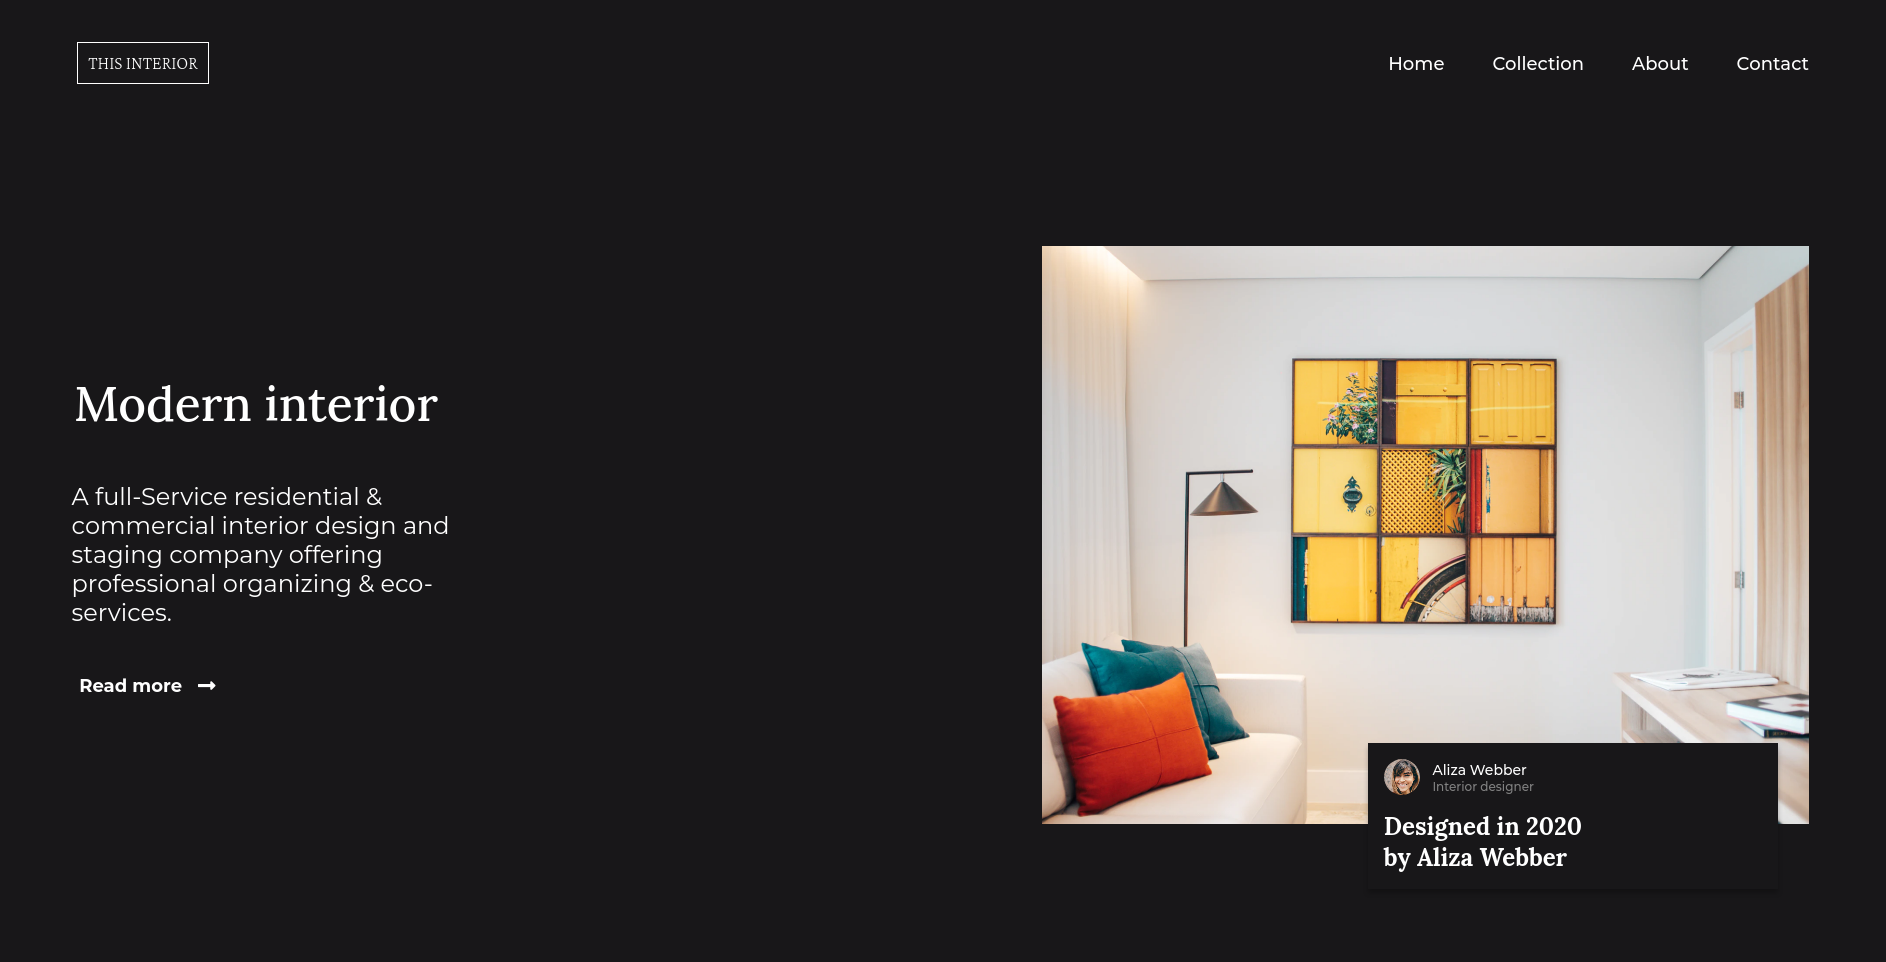 THIS INTERIOR
Home
Collection
About
Contact
Modern interior
A full-Service residential &
commercial interior design and
staging company offering
professional organizing & eco-
services.
Read more
Aliza Webber
Interior designer
Designed in 2020
by Aliza Webber